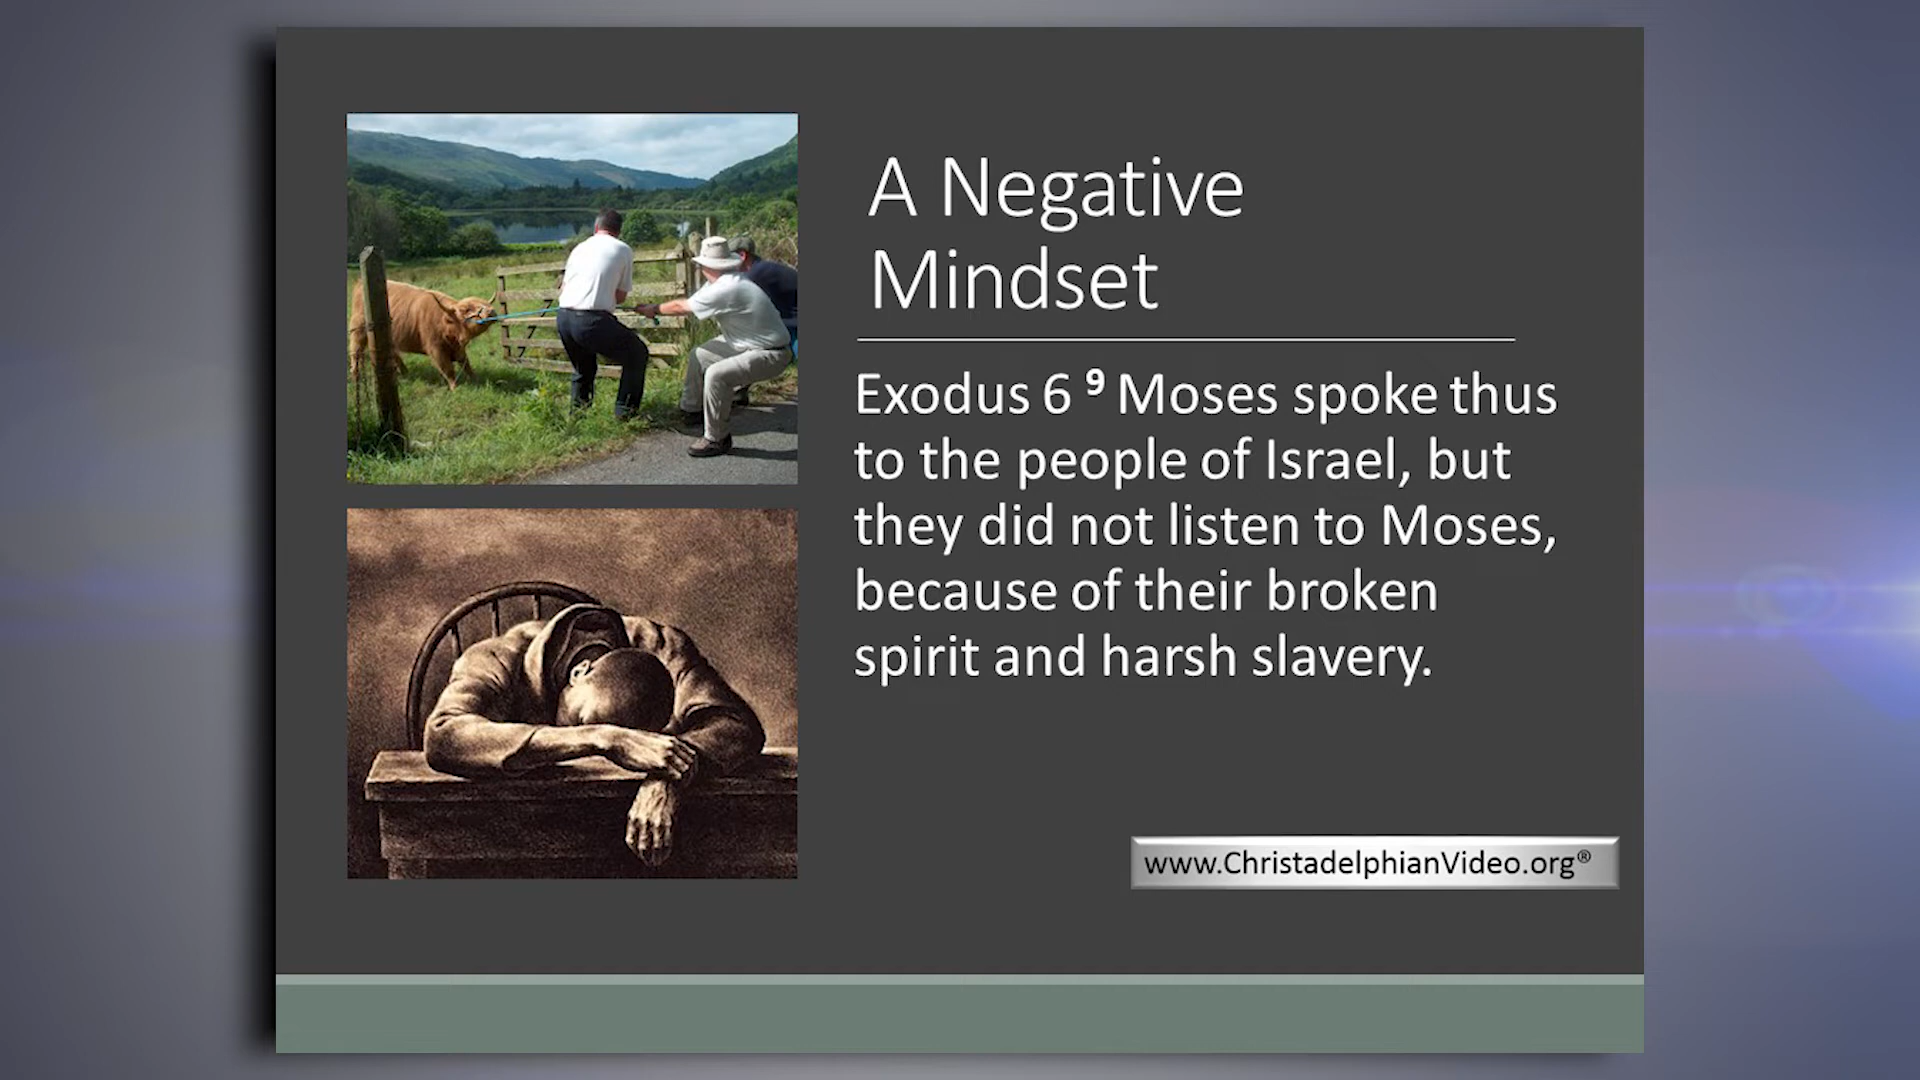 A Negative
Mindset
Exodus 6 ⁹ Moses spoke thus
to the people of Israel, but
they did not listen to Moses,
because of their broken
spirit and harsh slavery.
www.ChristadelphianVideo.org®